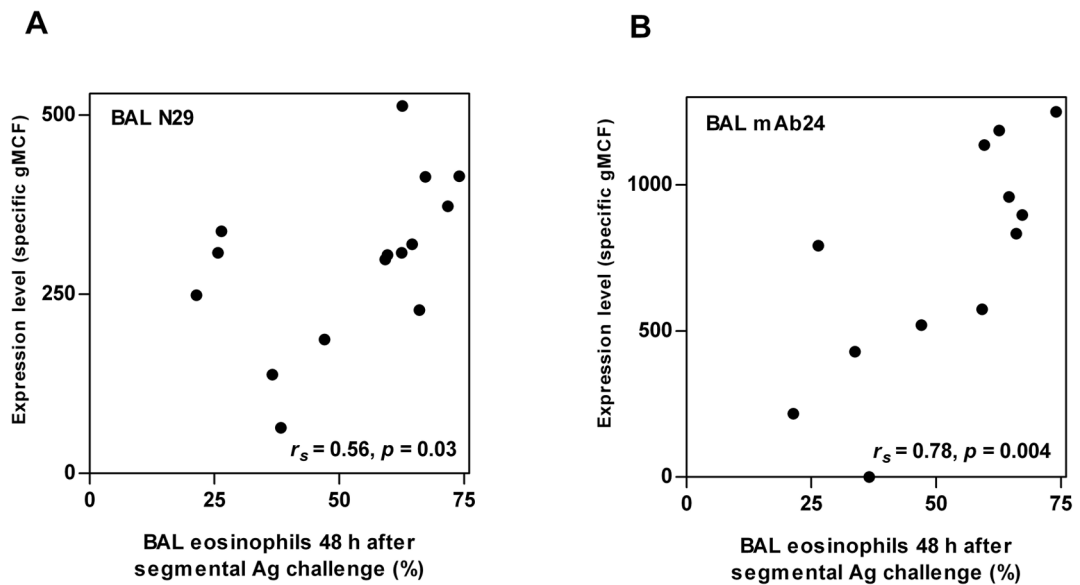 A
BAL N29
Expression level (specific gMCF)
500
250
0
r_s = 0.56, p = 0.03
0 25 50 75
BAL eosinophils 48 h after
segmental Ag challenge (%)
B
BAL mAb24
Expression level (specific gMCF)
1000
500
0
r_s = 0.78, p = 0.004
0 25 50 75
BAL eosinophils 48 h after
segmental Ag challenge (%)